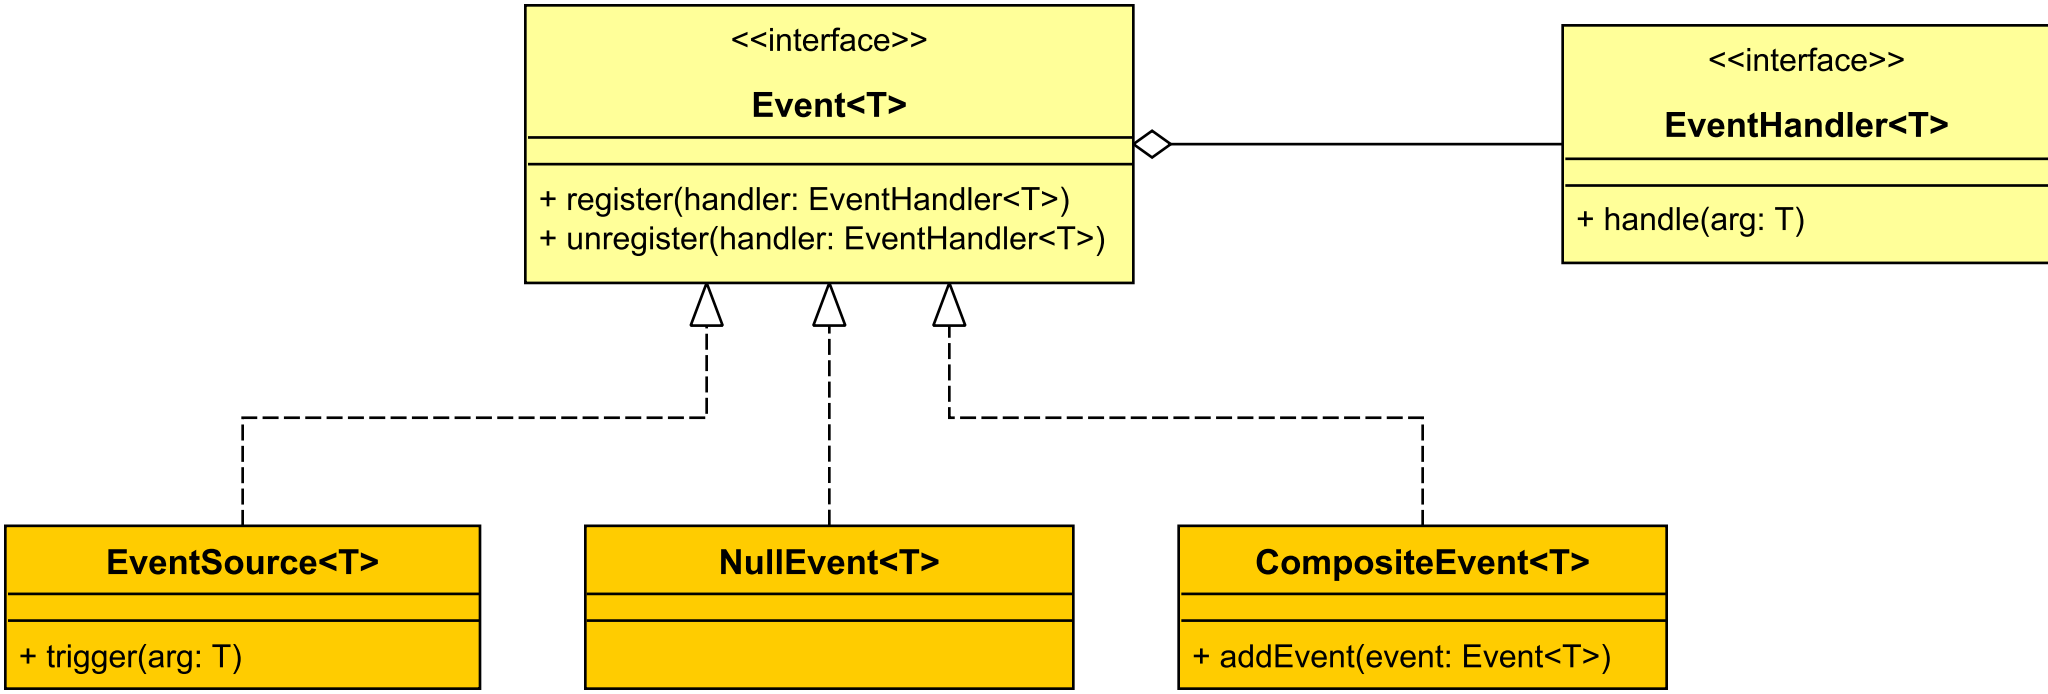 <<interface>>
Event<T>
+ register(handler: EventHandler<T>)
+ unregister(handler: EventHandler<T>)
<<interface>>
EventHandler<T>
+ handle(arg: T)
EventSource<T>
+ trigger(arg: T)
NullEvent<T>
CompositeEvent<T>
+ addEvent(event: Event<T>)